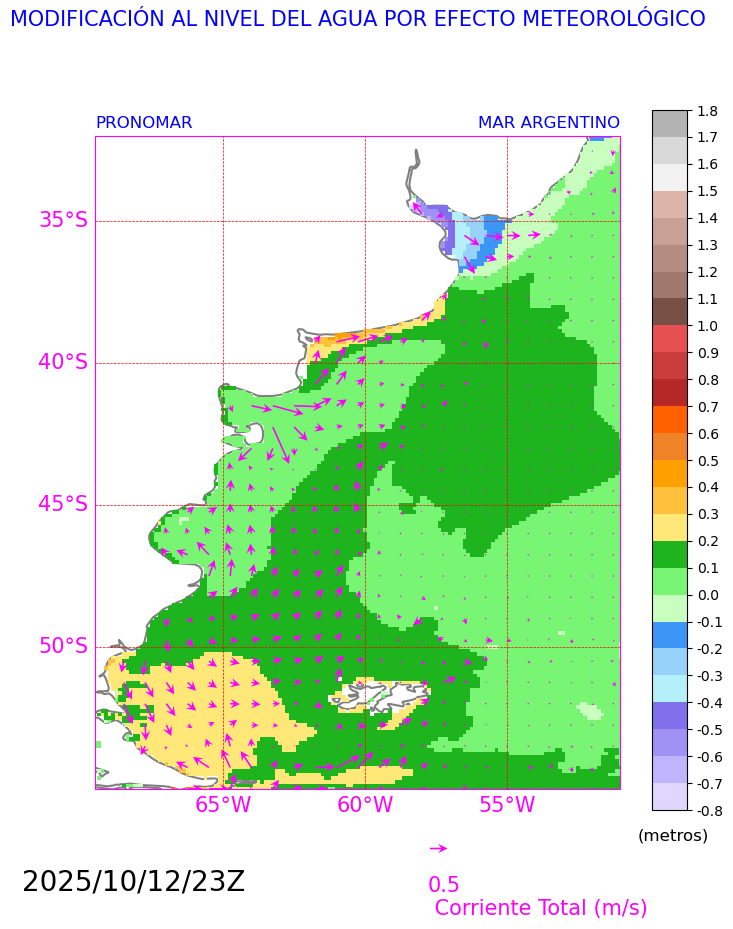 MODIFICACIÓN AL NIVEL DEL AGUA POR EFECTO METEOROLÓGICO
PRONOMAR
MAR ARGENTINO
35°S
40°S
45°S
50°S
65°W
60°W
55°W
1.8
1.7
1.6
1.5
1.4
1.3
1.2
1.1
1.0
0.9
0.8
0.7
0.6
0.5
0.4
0.3
0.2
0.1
0.0
-0.1
-0.2
-0.3
-0.4
-0.5
-0.6
-0.7
-0.8
(metros)
2025/10/12/23Z
0.5
Corriente Total (m/s)